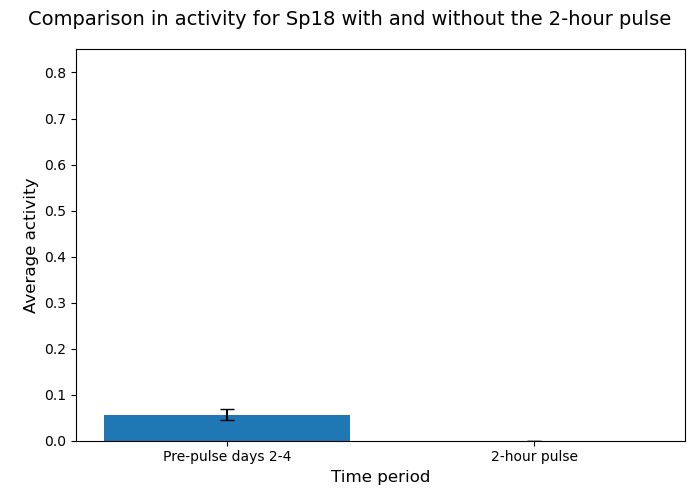 Comparison in activity for Sp18 with and without the 2-hour pulse
0.8
0.7
0.6
0.5
0.4
0.3
0.2
0.1
0.0
Average activity
Pre-pulse days 2-4
2-hour pulse
Time period